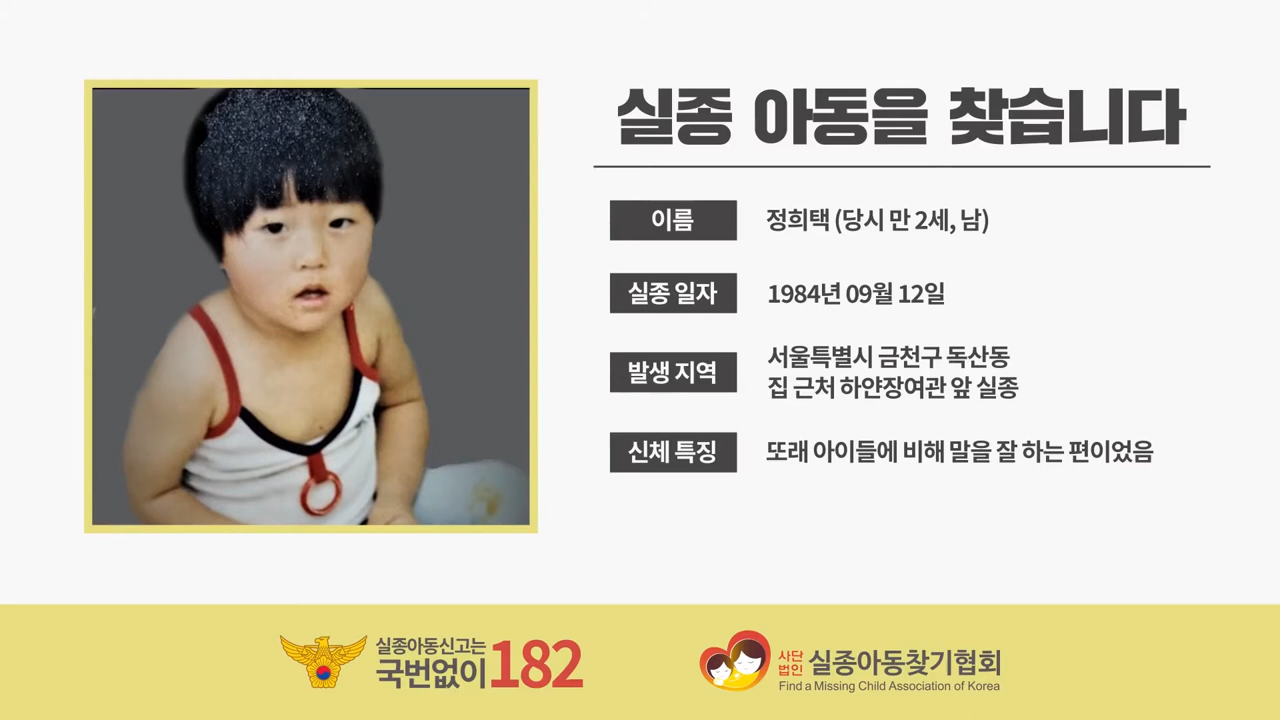 실종 아동을 찾습니다
이름
정희택 (당시 만 2세, 남)
실종 일자
1984년 09월 12일
발생 지역
서울특별시 금천구 독산동
집 근처 하얀장여관 앞 실종
신체 특징
또래 아이들에 비해 말을 잘 하는 편이었음
실종아동신고는
국번없이 182
사단
법인
실종아동찾기협회
Find a Missing Child Association of Korea